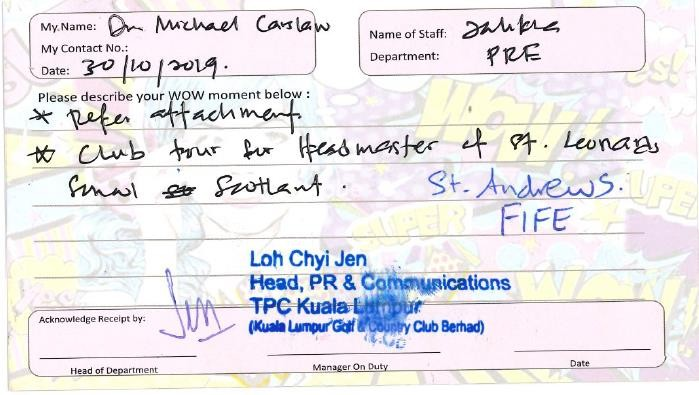 My Name: Dr. Michael Carslaw
Name of Staff: Zalikha
My Contact No.:
Department: PRE
Date: 30/10/2019.
Please describe your WOW moment below :
* Refer attachment
* Club tour for Headmaster of St. Leonards
School Scotland. St. Andrews.
FIFE
Loh Chyi Jen
Head, PR & Communications
TPC Kuala Lumpur
(Kuala Lumpur Golf & Country Club Berhad)
Acknowledge Receipt by: Jen
Head of Department
Manager On Duty
Date